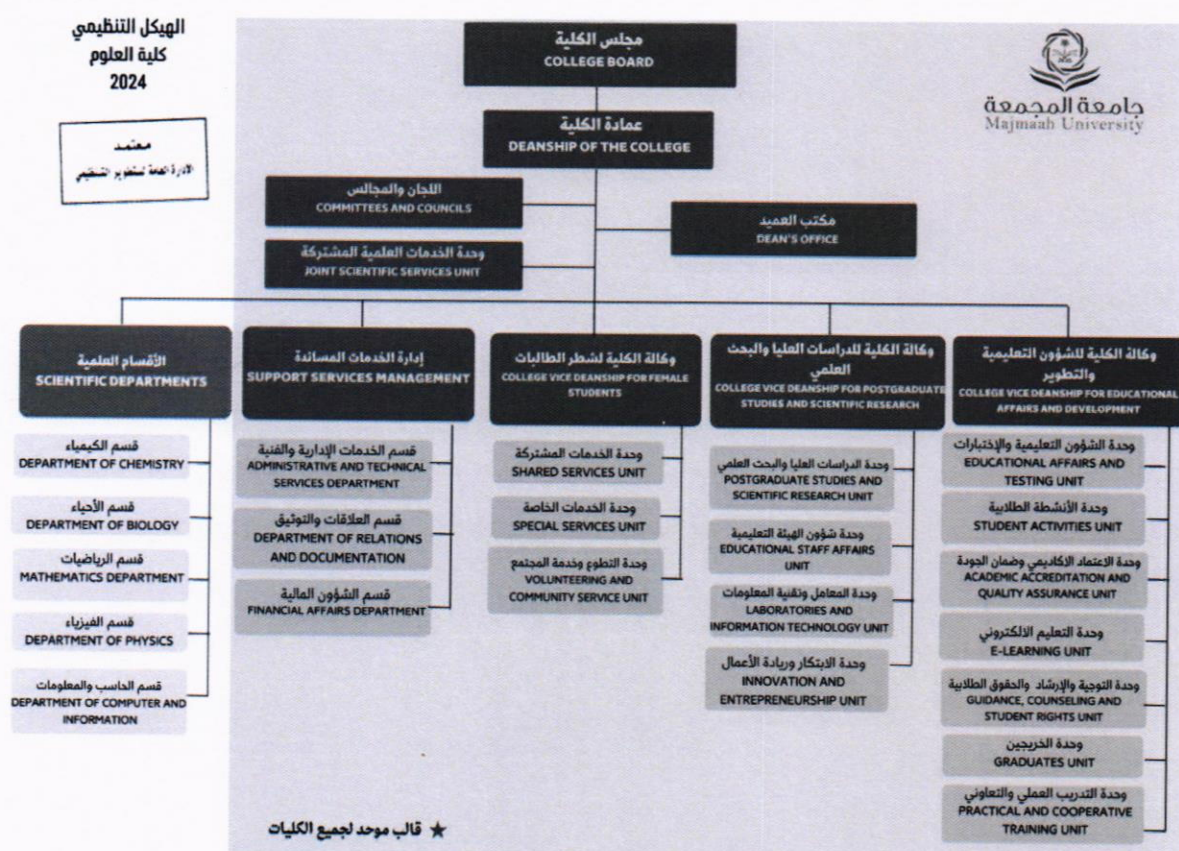 الهيكل التنظيمي
كلية العلوم
2024
معتمد
الإدارة العامة للتطوير التنظيمي
جامعة المجمعة
Majmaah University
مجلس الكلية
COLLEGE BOARD
عمادة الكلية
DEANSHIP OF THE COLLEGE
اللجان والمجالس
COMMITTEES AND COUNCILS
مكتب العميد
DEAN'S OFFICE
وحدة الخدمات العلمية المشتركة
JOINT SCIENTIFIC SERVICES UNIT
الأقسام العلمية
SCIENTIFIC DEPARTMENTS
قسم الكيمياء
DEPARTMENT OF CHEMISTRY
قسم الأحياء
DEPARTMENT OF BIOLOGY
قسم الرياضيات
MATHEMATICS DEPARTMENT
قسم الفيزياء
DEPARTMENT OF PHYSICS
قسم الحاسب والمعلومات
DEPARTMENT OF COMPUTER AND
INFORMATION
إدارة الخدمات المساندة
SUPPORT SERVICES MANAGEMENT
قسم الخدمات الإدارية والفنية
ADMINISTRATIVE AND TECHNICAL
SERVICES DEPARTMENT
قسم العلاقات والتوثيق
DEPARTMENT OF RELATIONS
AND DOCUMENTATION
قسم الشؤون المالية
FINANCIAL AFFAIRS DEPARTMENT
وكالة الكلية لشطر الطالبات
COLLEGE VICE DEANSHIP FOR FEMALE
STUDENTS
وحدة الخدمات المشتركة
SHARED SERVICES UNIT
وحدة الخدمات الخاصة
SPECIAL SERVICES UNIT
وحدة التطوع وخدمة المجتمع
VOLUNTEERING AND
COMMUNITY SERVICE UNIT
وكالة الكلية للدراسات العليا والبحث
العلمي
COLLEGE VICE DEANSHIP FOR POSTGRADUATE
STUDIES AND SCIENTIFIC RESEARCH
وحدة الدراسات العليا والبحث العلمي
POSTGRADUATE STUDIES AND
SCIENTIFIC RESEARCH UNIT
وحدة شؤون الهيئة التعليمية
EDUCATIONAL STAFF AFFAIRS
UNIT
وحدة المعامل وتقنية المعلومات
LABORATORIES AND
INFORMATION TECHNOLOGY UNIT
وحدة الابتكار وريادة الأعمال
INNOVATION AND
ENTREPRENEURSHIP UNIT
وكالة الكلية للشؤون التعليمية
والتطوير
COLLEGE VICE DEANSHIP FOR EDUCATIONAL
AFFAIRS AND DEVELOPMENT
وحدة الشؤون التعليمية والإختبارات
EDUCATIONAL AFFAIRS AND
TESTING UNIT
وحدة الأنشطة الطلابية
STUDENT ACTIVITIES UNIT
وحدة الاعتماد الاكاديمي وضمان الجودة
ACADEMIC ACCREDITATION AND
QUALITY ASSURANCE UNIT
وحدة التعليم الالكتروني
E-LEARNING UNIT
وحدة التوجية والإرشاد والحقوق الطلابية
GUIDANCE, COUNSELING AND
STUDENT RIGHTS UNIT
وحدة الخريجين
GRADUATES UNIT
وحدة التدريب العملي والتعاوني
PRACTICAL AND COOPERATIVE
TRAINING UNIT
★ قالب موحد لجميع الكليات